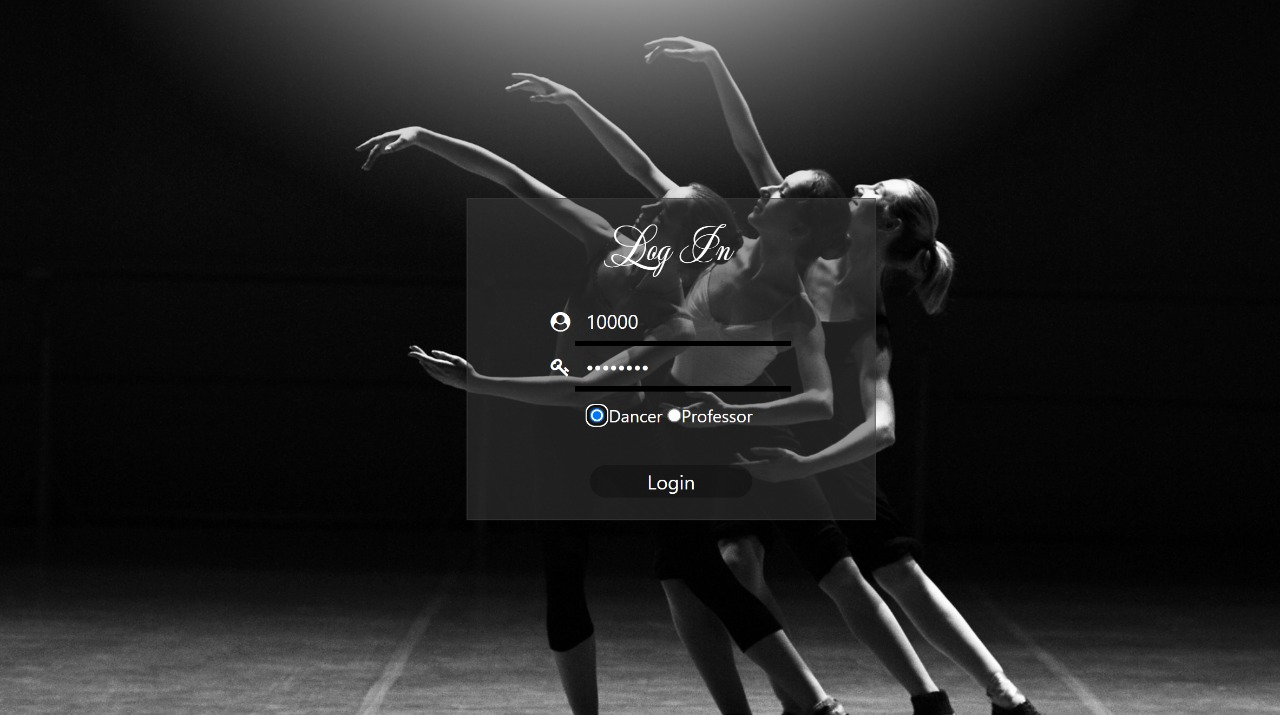 Log In
10000
••••••••
Dancer Professor
Login